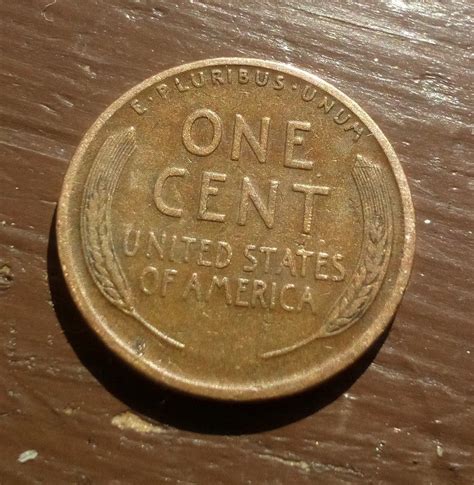 E·PLURIBUS·UNUM
ONE
CENT
UNITED STATES
OF AMERICA